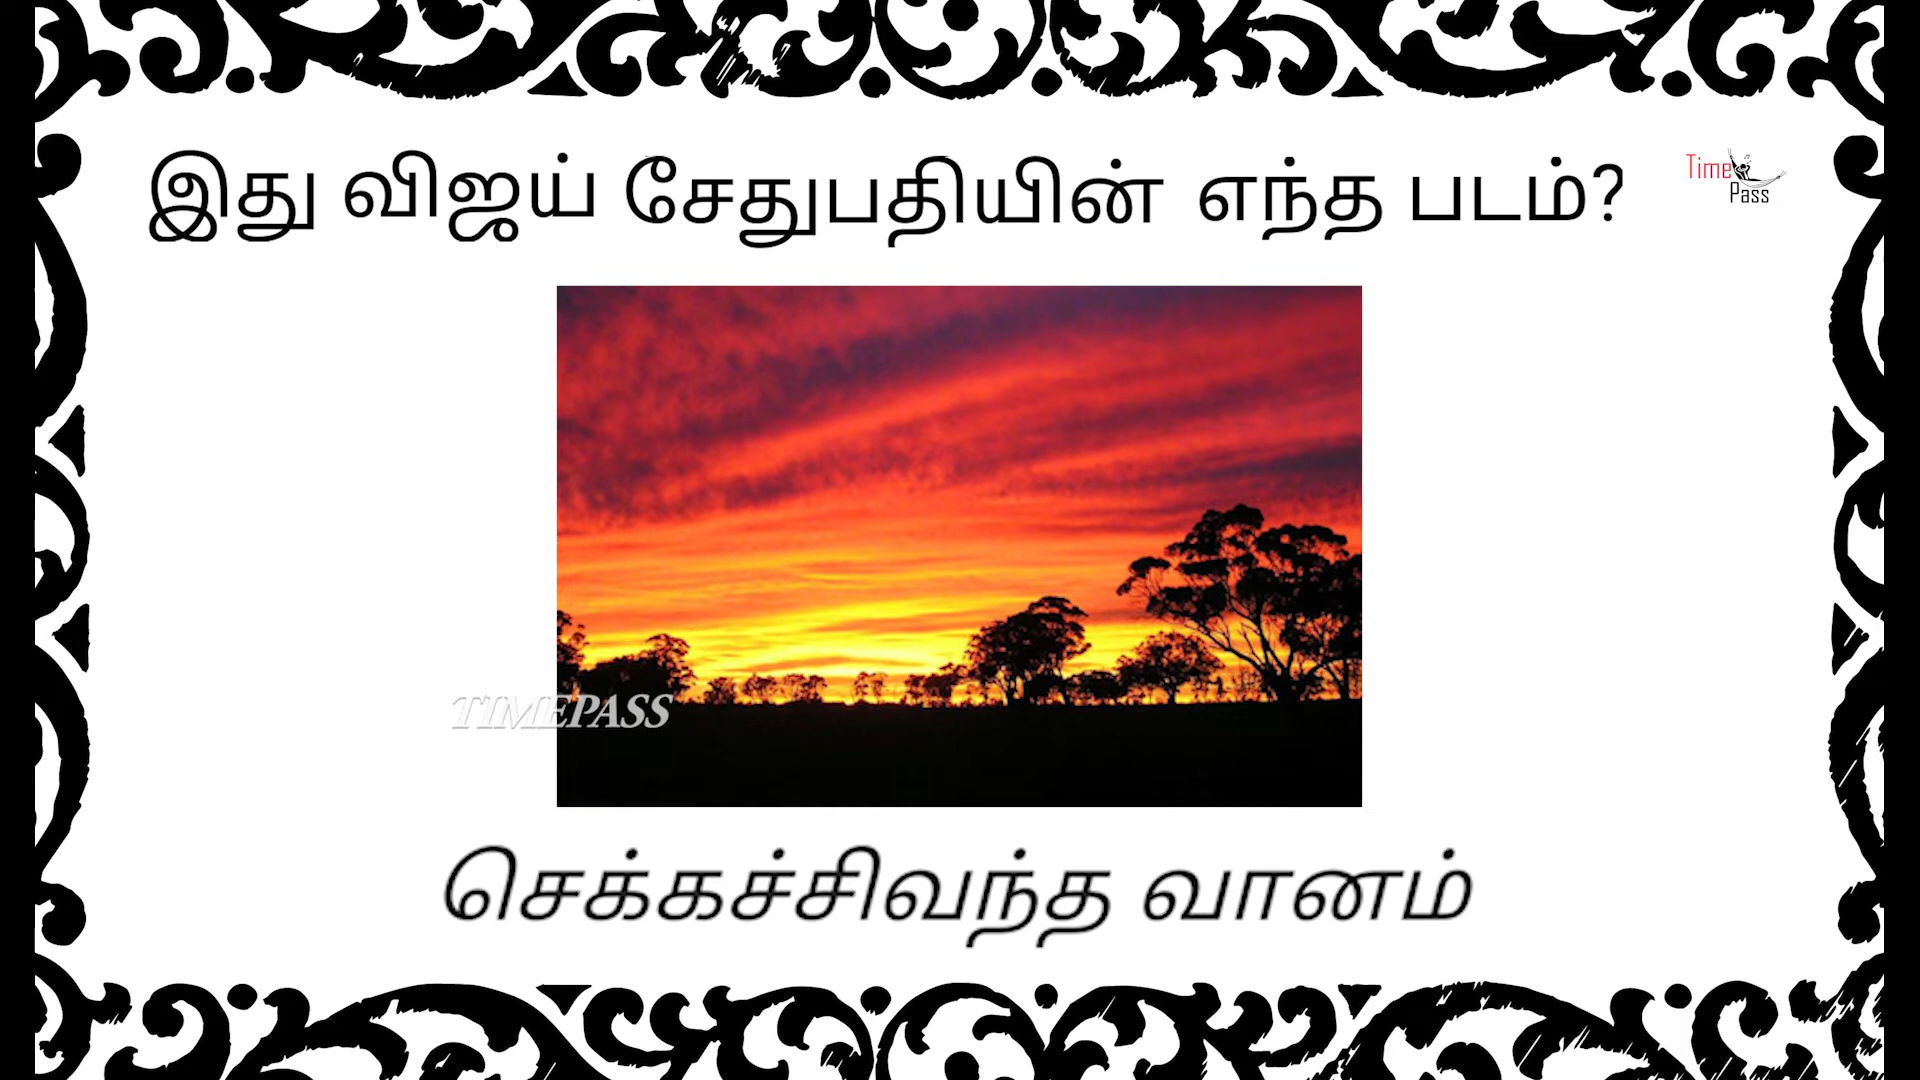 இது விஜய் சேதுபதியின் எந்த படம்?
Time
Pass
TIMEPASS
செக்கச்சிவந்த வானம்